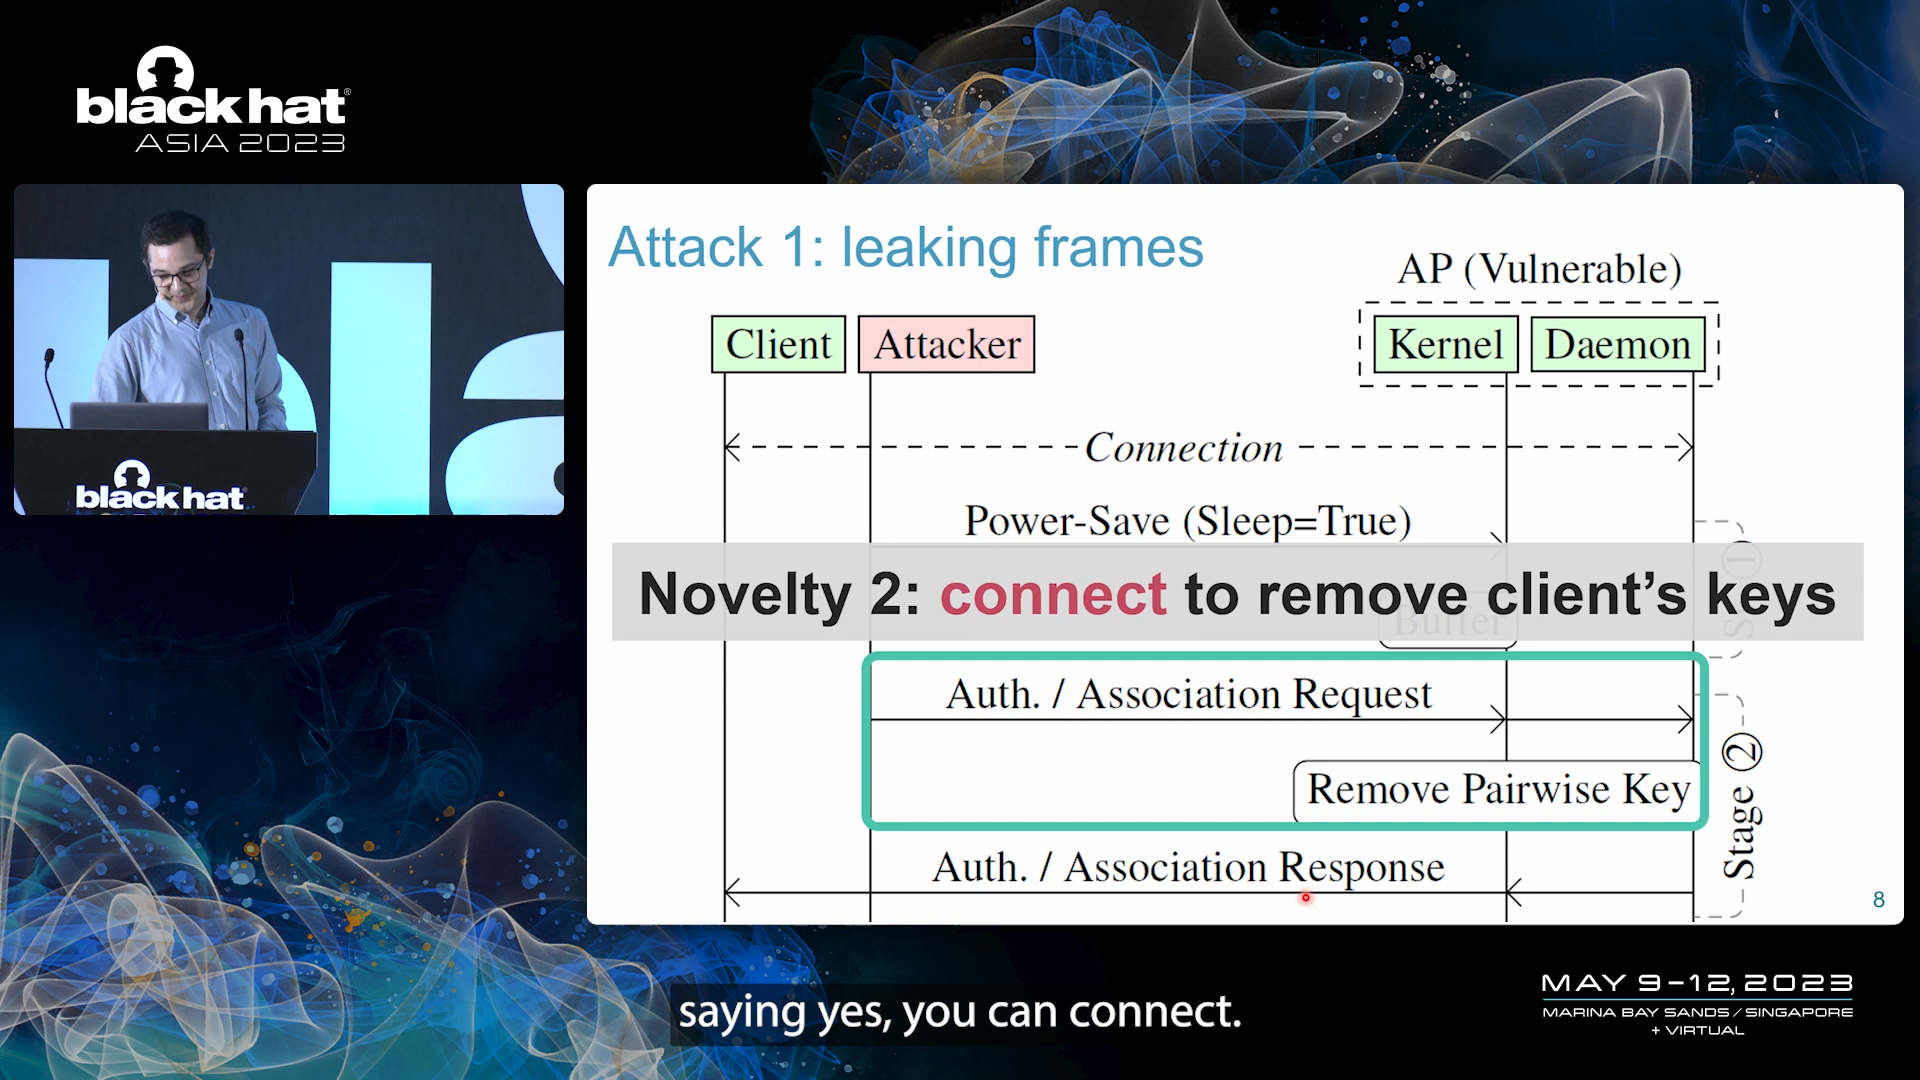 black hat®
ASIA 2023
black hat
Attack 1: leaking frames
AP (Vulnerable)
Client
Attacker
Kernel
Daemon
Connection
Power-Save (Sleep=True)
Novelty 2: connect to remove client’s keys
Buffer
Auth. / Association Request
Remove Pairwise Key
Stage ②
Auth. / Association Response
8
saying yes, you can connect.
MAY 9-12, 2023
MARINA BAY SANDS / SINGAPORE
+ VIRTUAL